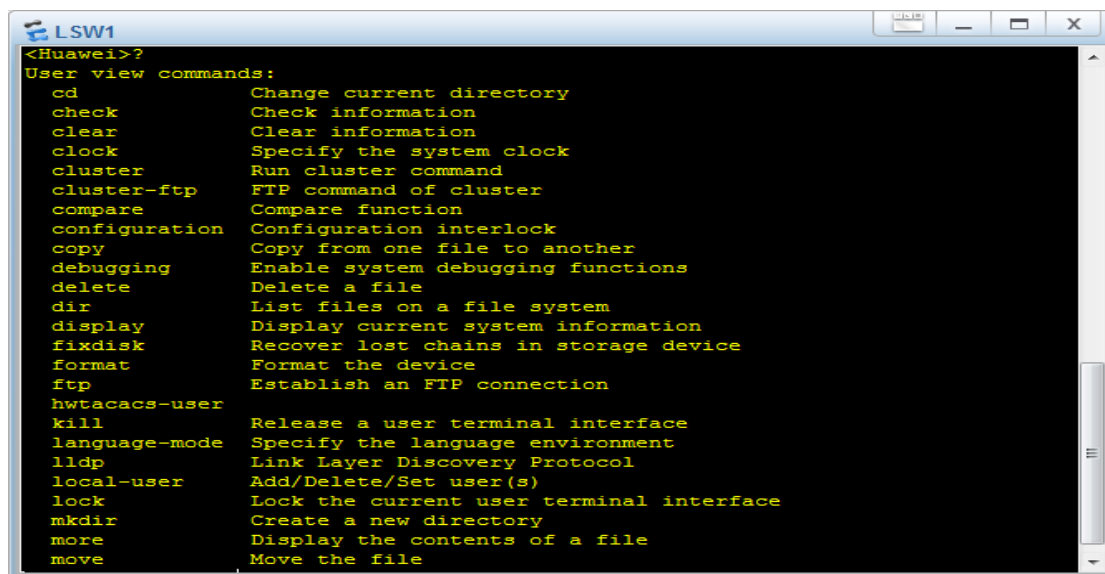 LSW1
<Huawei>?
User view commands:
cd Change current directory
check Check information
clear Clear information
clock Specify the system clock
cluster Run cluster command
cluster-ftp FTP command of cluster
compare Compare function
configuration Configuration interlock
copy Copy from one file to another
debugging Enable system debugging functions
delete Delete a file
dir List files on a file system
display Display current system information
fixdisk Recover lost chains in storage device
format Format the device
ftp Establish an FTP connection
hwtacacs-user
kill Release a user terminal interface
language-mode Specify the language environment
lldp Link Layer Discovery Protocol
local-user Add/Delete/Set user(s)
lock Lock the current user terminal interface
mkdir Create a new directory
more Display the contents of a file
move Move the file